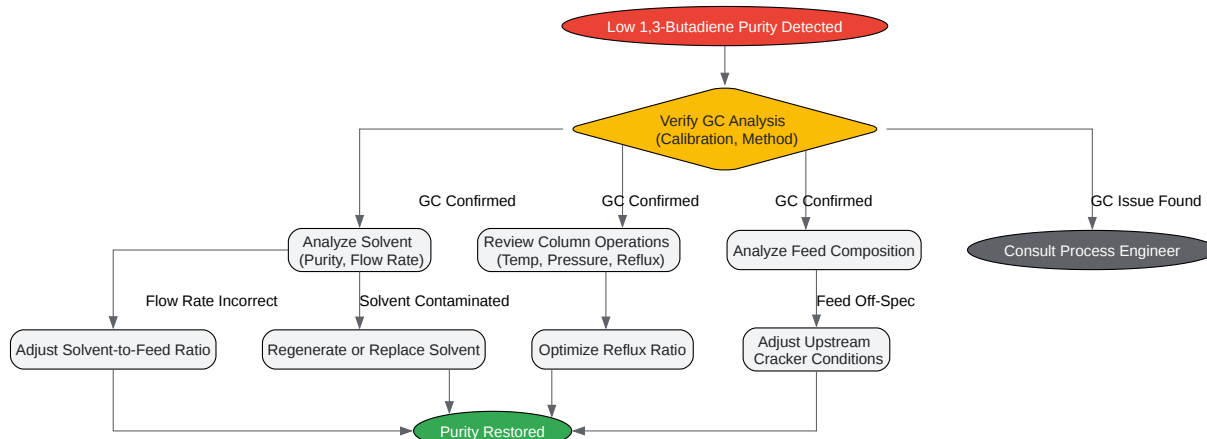 Low 1,3-Butadiene Purity Detected
Verify GC Analysis
(Calibration, Method)
GC Confirmed
GC Confirmed
GC Confirmed
GC Issue Found
Analyze Solvent
(Purity, Flow Rate)
Review Column Operations
(Temp, Pressure, Reflux)
Analyze Feed Composition
Consult Process Engineer
Flow Rate Incorrect
Solvent Contaminated
Feed Off-Spec
Adjust Solvent-to-Feed Ratio
Regenerate or Replace Solvent
Optimize Reflux Ratio
Adjust Upstream
Cracker Conditions
Purity Restored